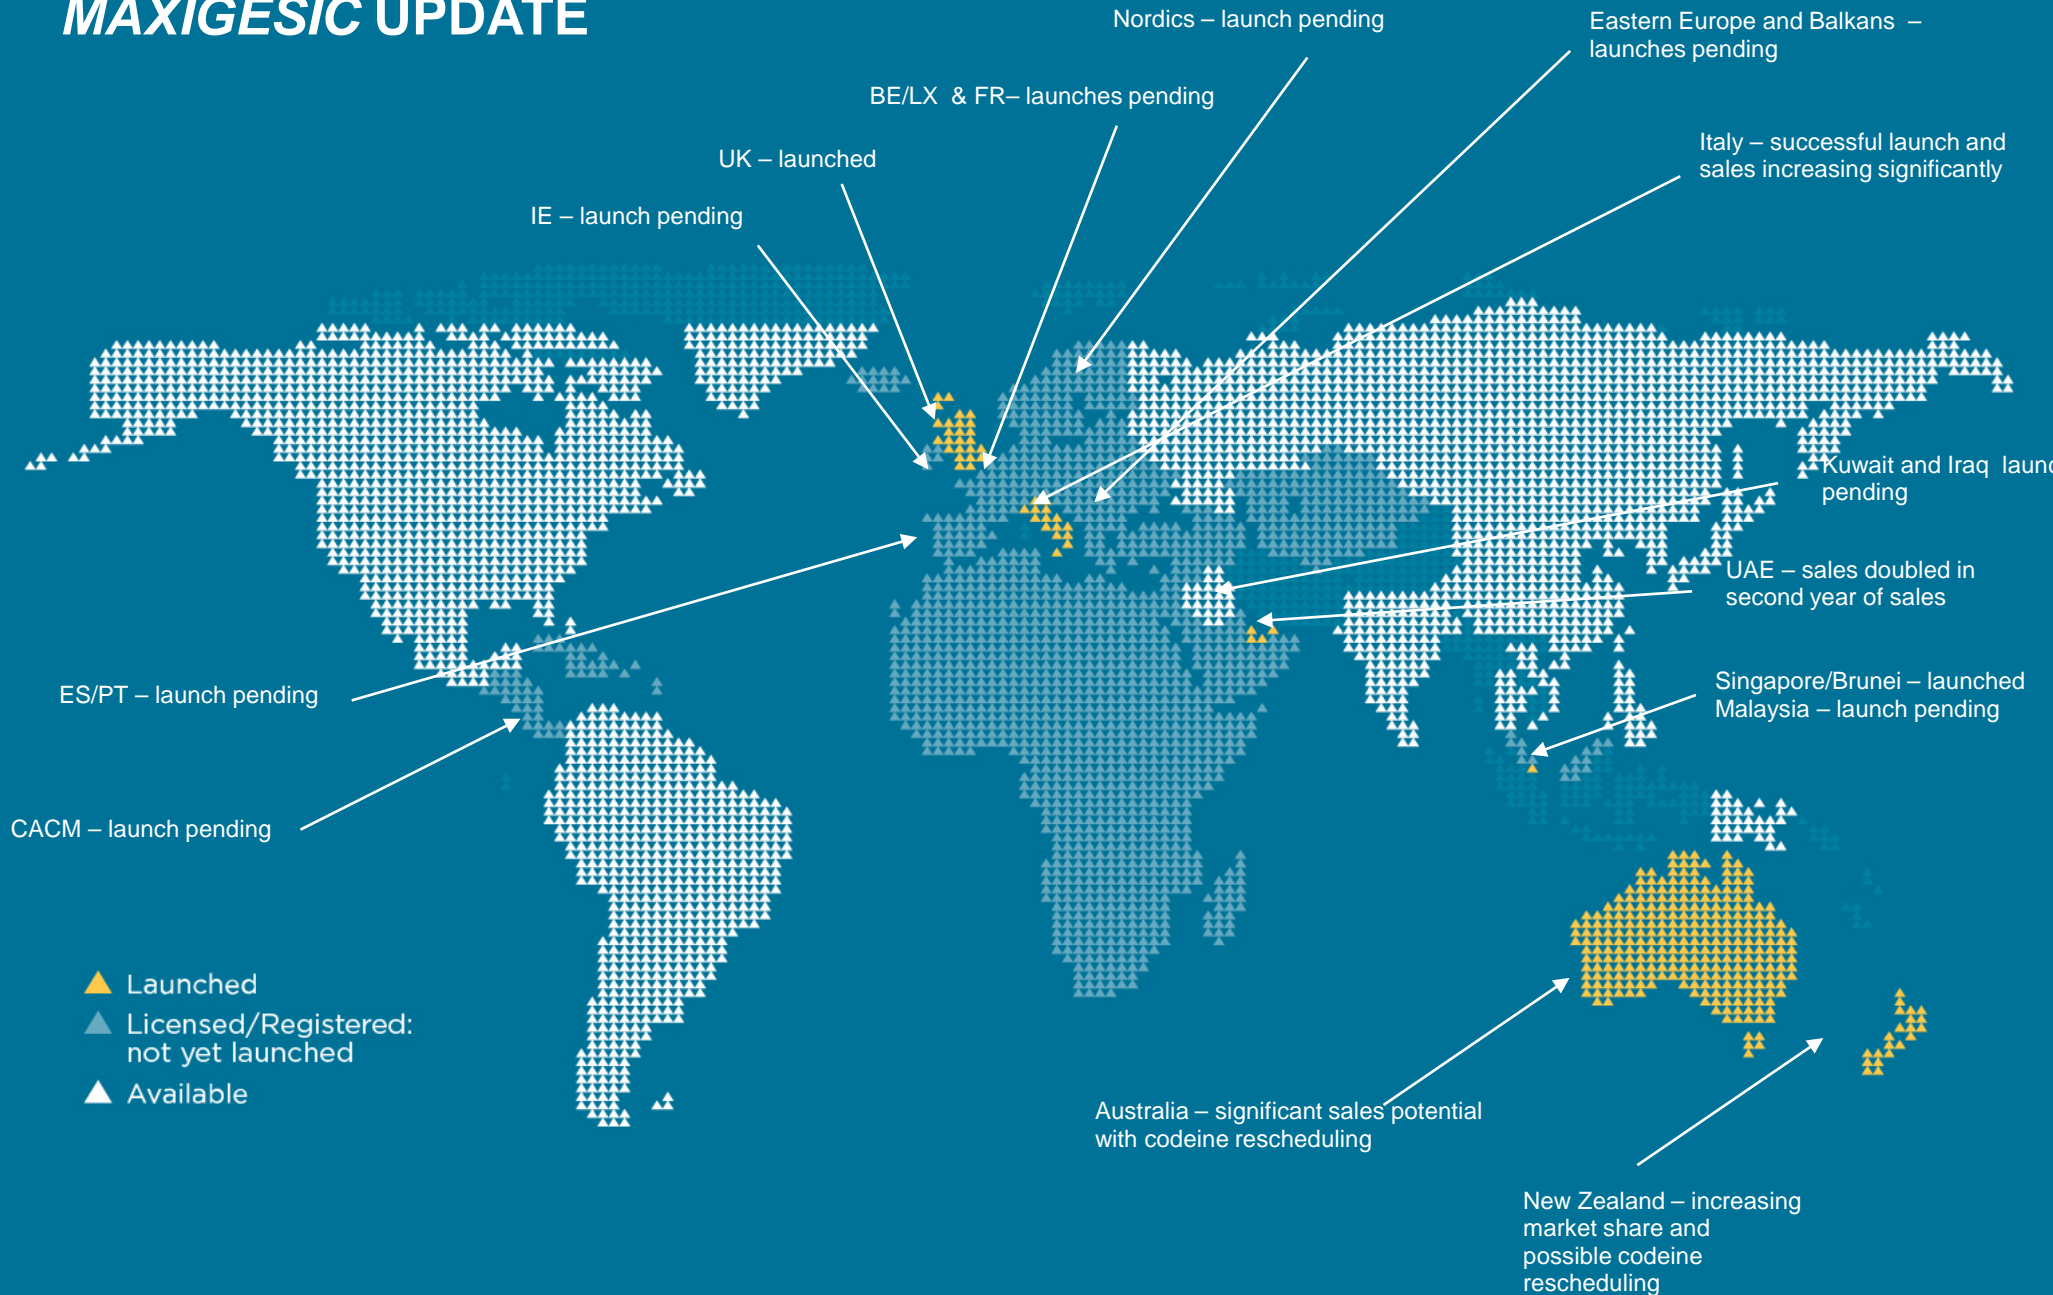 MAXIGESIC UPDATE
Nordics – launch pending
Eastern Europe and Balkans –
launches pending
BE/LX & FR– launches pending
Italy – successful launch and
sales increasing significantly
UK – launched
IE – launch pending
Kuwait and Iraq
pending
UAE – sales doubled in
second year of sales
ES/PT – launch pending
Singapore/Brunei – launched
Malaysia – launch pending
CACM – launch pending
Launched
Licensed/Registered:
not yet launched
Available
Australia – significant sales potential
with codeine rescheduling
New Zealand – increasing
market share and
possible codeine
rescheduling